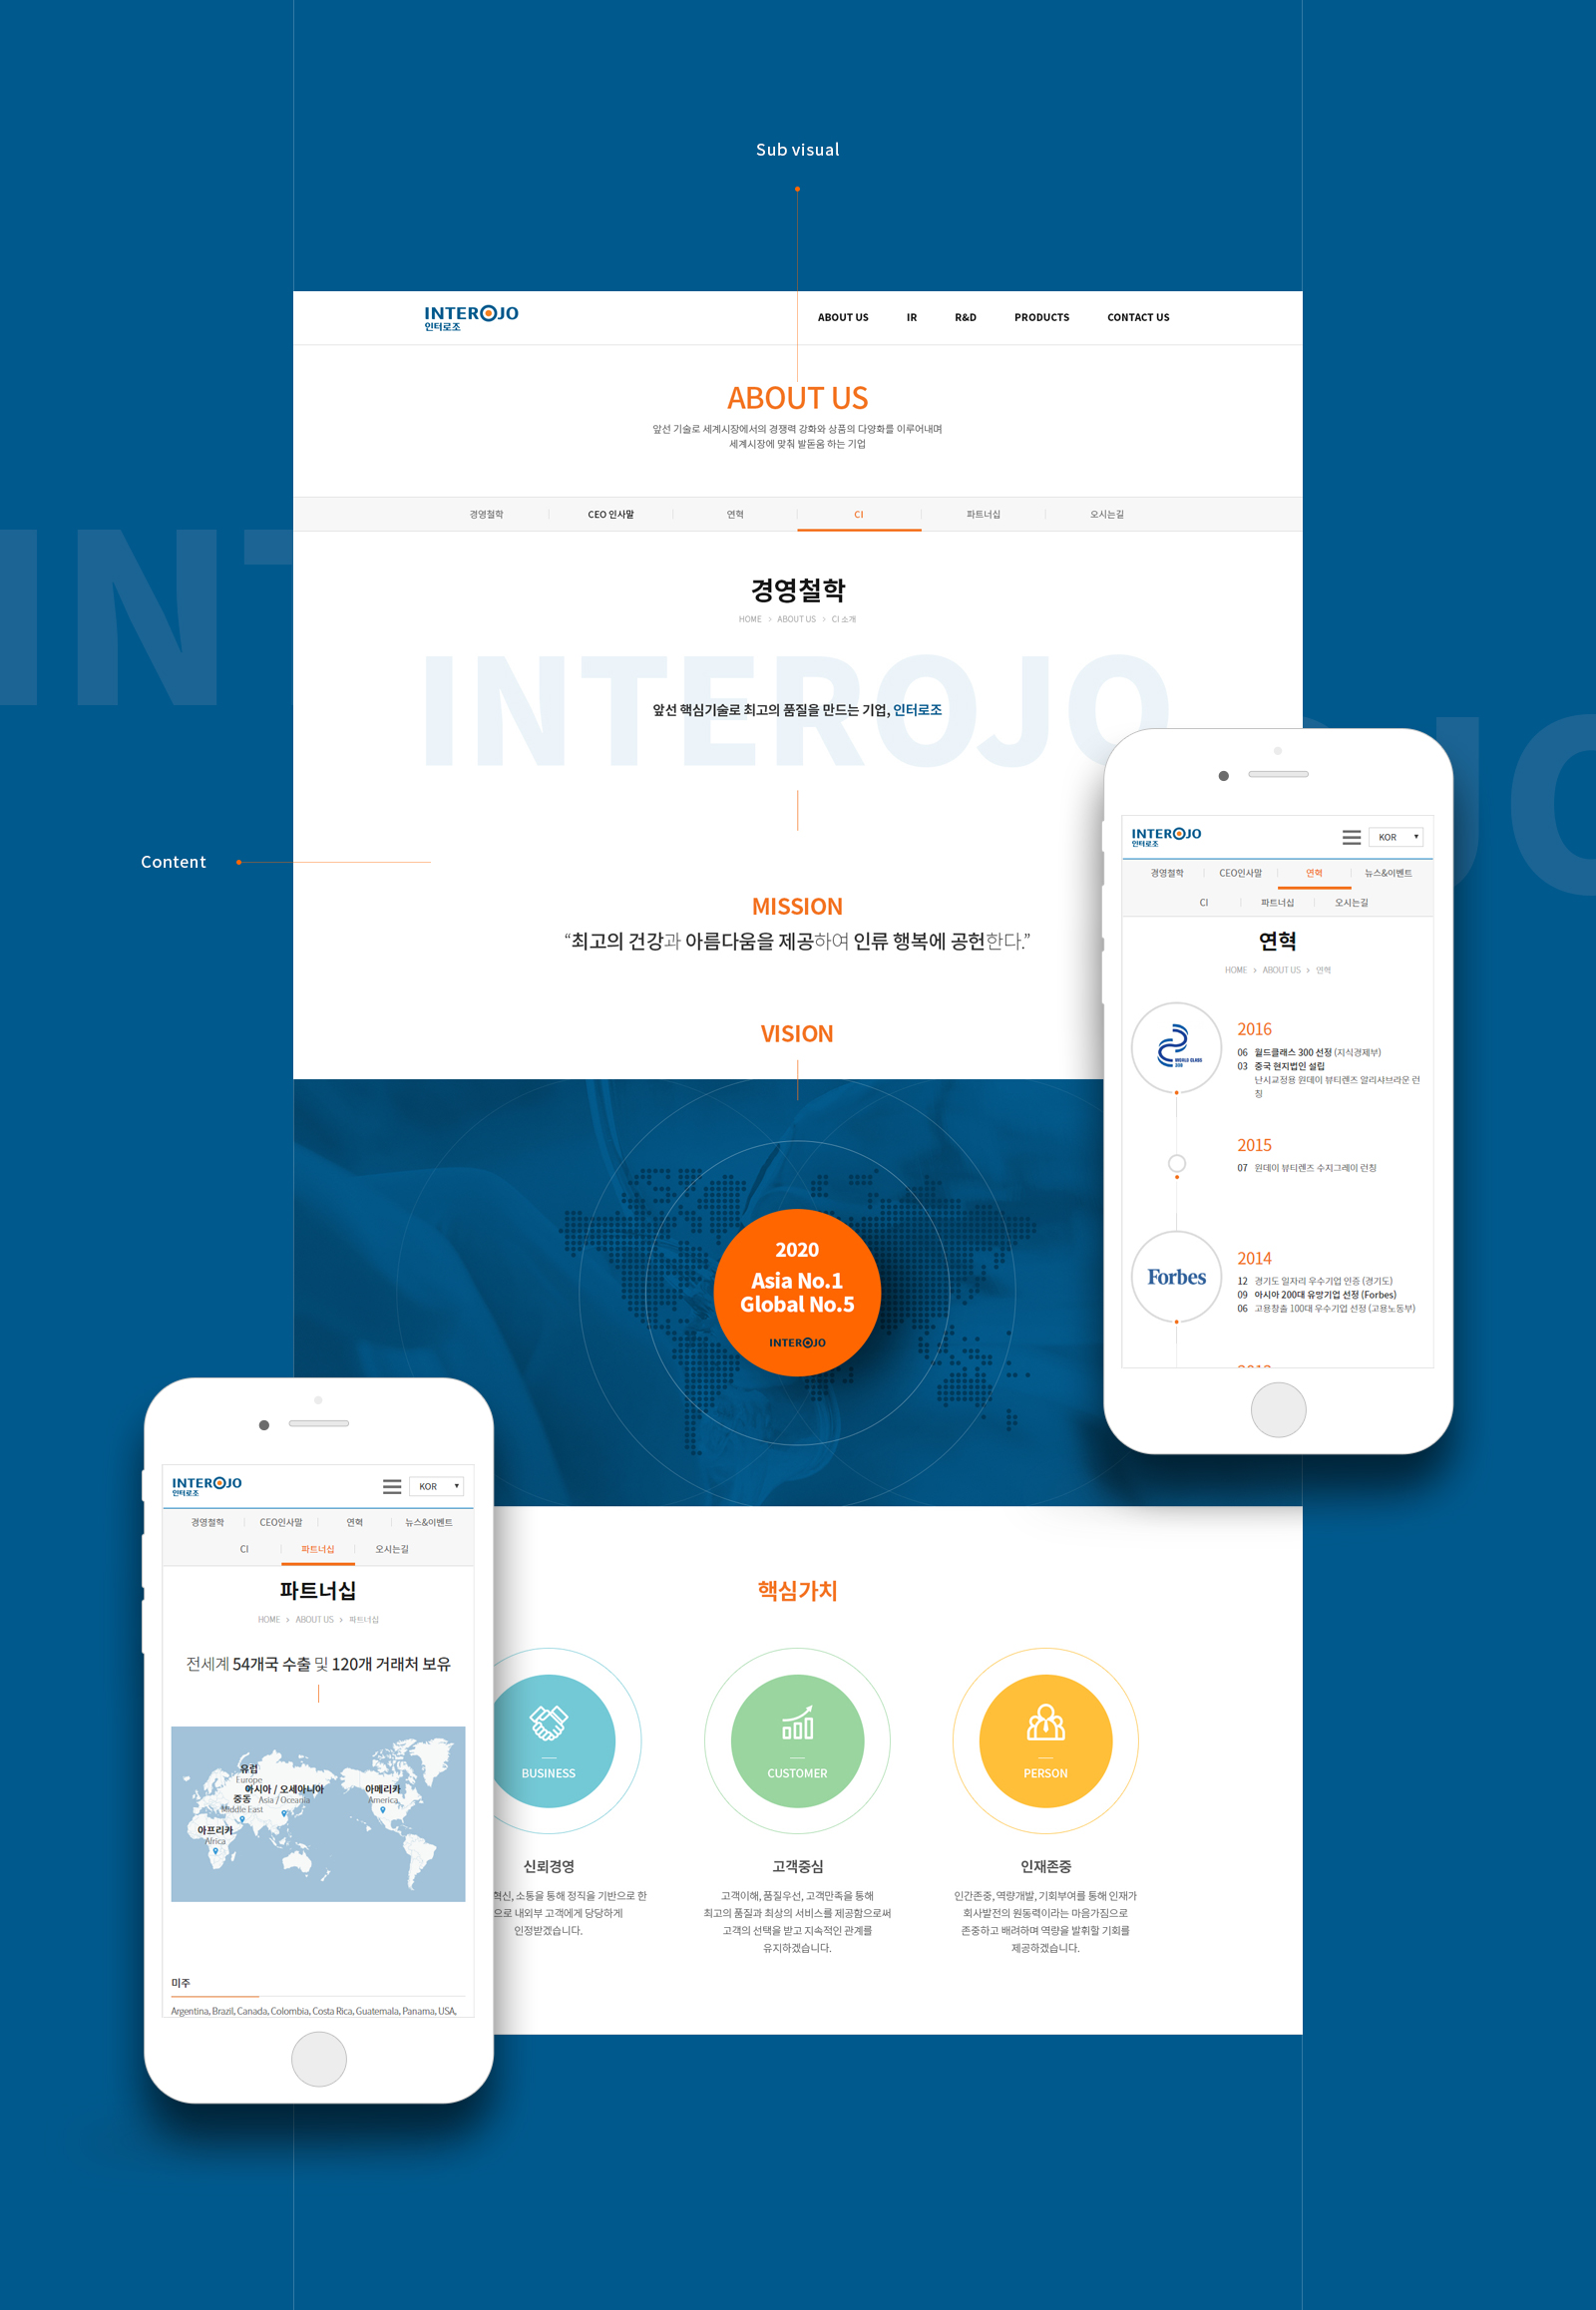 Sub visual
INTEROJO
인터로조
ABOUT US
IR
R&D
PRODUCTS
CONTACT US
ABOUT US
앞선 기술로 세계시장에서의 경쟁력 강화와 상품의 다양화를 이루어내며
세계시장에 맞춰 발돋움 하는 기업
경영철학
CEO 인사말
연혁
CI
파트너십
오시는길
경영철학
HOME > ABOUT US > CI 소개
INTEROJO
앞선 핵심기술로 최고의 품질을 만드는 기업, 인터로조
Content
MISSION
“최고의 건강과 아름다움을 제공하여 인류 행복에 공헌한다.”
VISION
2020
Asia No.1
Global No.5
INTEROJO
INTEROJO
인터로조
KOR
경영철학
CEO인사말
연혁
뉴스&이벤트
CI
파트너십
오시는길
연혁
HOME > ABOUT US > 연혁
WORLD CLASS
300
2016
06 월드클래스 300 선정 (지식경제부)
03 중국 현지법인 설립
난시교정용 원데이 뷰티렌즈 알리샤브라운 런
칭
2015
07 원데이 뷰티렌즈 수지그레이 런칭
Forbes
2014
12 경기도 일자리 우수기업 인증 (경기도)
09 아시아 200대 유망기업 선정 (Forbes)
06 고용창출 100대 우수기업 선정 (고용노동부)
INTEROJO
인터로조
KOR
경영철학
CEO인사말
연혁
뉴스&이벤트
CI
파트너십
오시는길
파트너십
HOME > ABOUT US > 파트너십
전세계 54개국 수출 및 120개 거래처 보유
유럽
Europe
아시아 / 오세아니아
Asia / Oceania
중동
Middle East
아메리카
America
아프리카
Africa
미주
Argentina, Brazil, Canada, Colombia, Costa Rica, Guatemala, Panama, USA,
핵심가치
BUSINESS
CUSTOMER
PERSON
신뢰경영
혁신, 소통을 통해 정직을 기반으로 한
으로 내외부 고객에게 당당하게
인정받겠습니다.
고객중심
고객이해, 품질우선, 고객만족을 통해
최고의 품질과 최상의 서비스를 제공함으로써
고객의 선택을 받고 지속적인 관계를
유지하겠습니다.
인재존중
인간존중, 역량개발, 기회부여를 통해 인재가
회사발전의 원동력이라는 마음가짐으로
존중하고 배려하며 역량을 발휘할 기회를
제공하겠습니다.